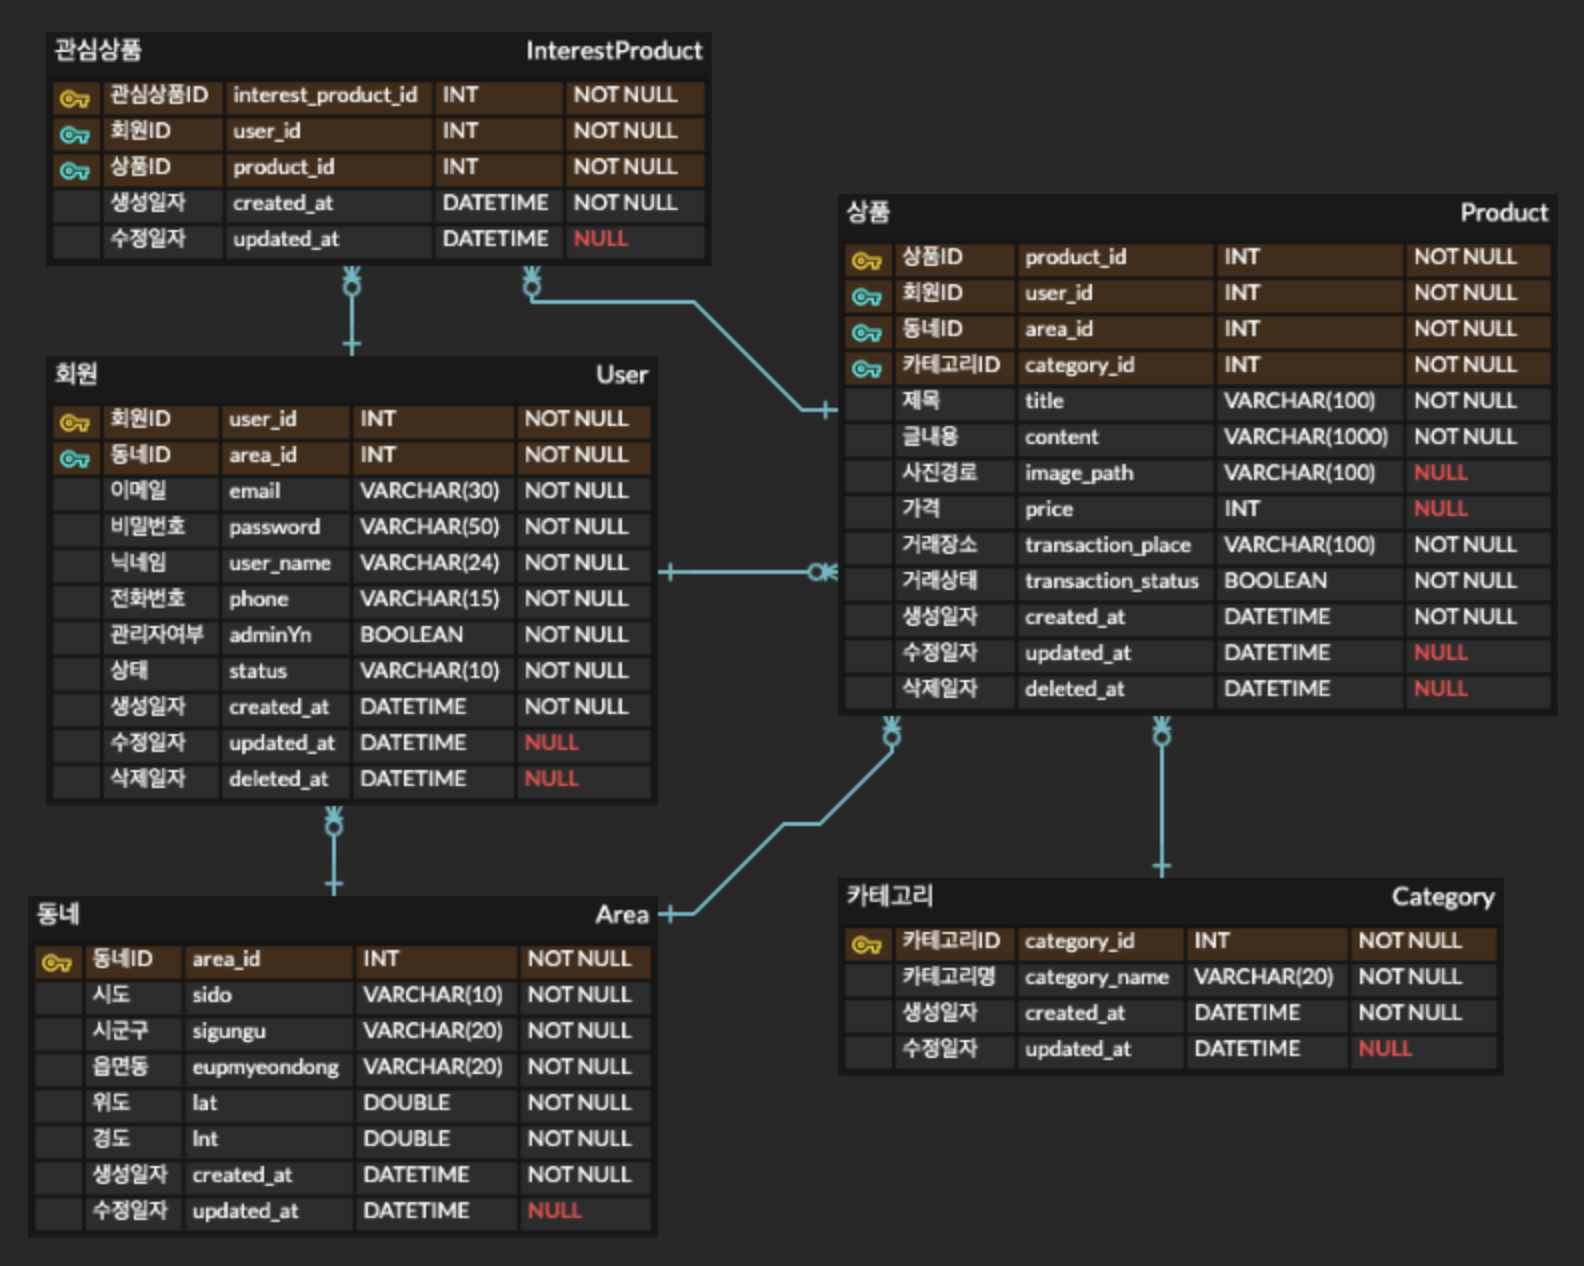 관심상품 InterestProduct
관심상품ID interest_product_id INT NOT NULL
회원ID user_id INT NOT NULL
상품ID product_id INT NOT NULL
생성일자 created_at DATETIME NOT NULL
수정일자 updated_at DATETIME NULL
회원 User
회원ID user_id INT NOT NULL
동네ID area_id INT NOT NULL
이메일 email VARCHAR(30) NOT NULL
비밀번호 password VARCHAR(50) NOT NULL
닉네임 user_name VARCHAR(24) NOT NULL
전화번호 phone VARCHAR(15) NOT NULL
관리자여부 adminYn BOOLEAN NOT NULL
상태 status VARCHAR(10) NOT NULL
생성일자 created_at DATETIME NOT NULL
수정일자 updated_at DATETIME NULL
삭제일자 deleted_at DATETIME NULL
동네 Area
동네ID area_id INT NOT NULL
시도 sido VARCHAR(10) NOT NULL
시군구 sigungu VARCHAR(20) NOT NULL
읍면동 eupmyeondong VARCHAR(20) NOT NULL
위도 lat DOUBLE NOT NULL
경도 lnt DOUBLE NOT NULL
생성일자 created_at DATETIME NOT NULL
수정일자 updated_at DATETIME NULL
상품 Product
상품ID product_id INT NOT NULL
회원ID user_id INT NOT NULL
동네ID area_id INT NOT NULL
카테고리ID category_id INT NOT NULL
제목 title VARCHAR(100) NOT NULL
글내용 content VARCHAR(1000) NOT NULL
사진경로 image_path VARCHAR(100) NULL
가격 price INT NULL
거래장소 transaction_place VARCHAR(100) NOT NULL
거래상태 transaction_status BOOLEAN NOT NULL
생성일자 created_at DATETIME NOT NULL
수정일자 updated_at DATETIME NULL
삭제일자 deleted_at DATETIME NULL
카테고리 Category
카테고리ID category_id INT NOT NULL
카테고리명 category_name VARCHAR(20) NOT NULL
생성일자 created_at DATETIME NOT NULL
수정일자 updated_at DATETIME NULL